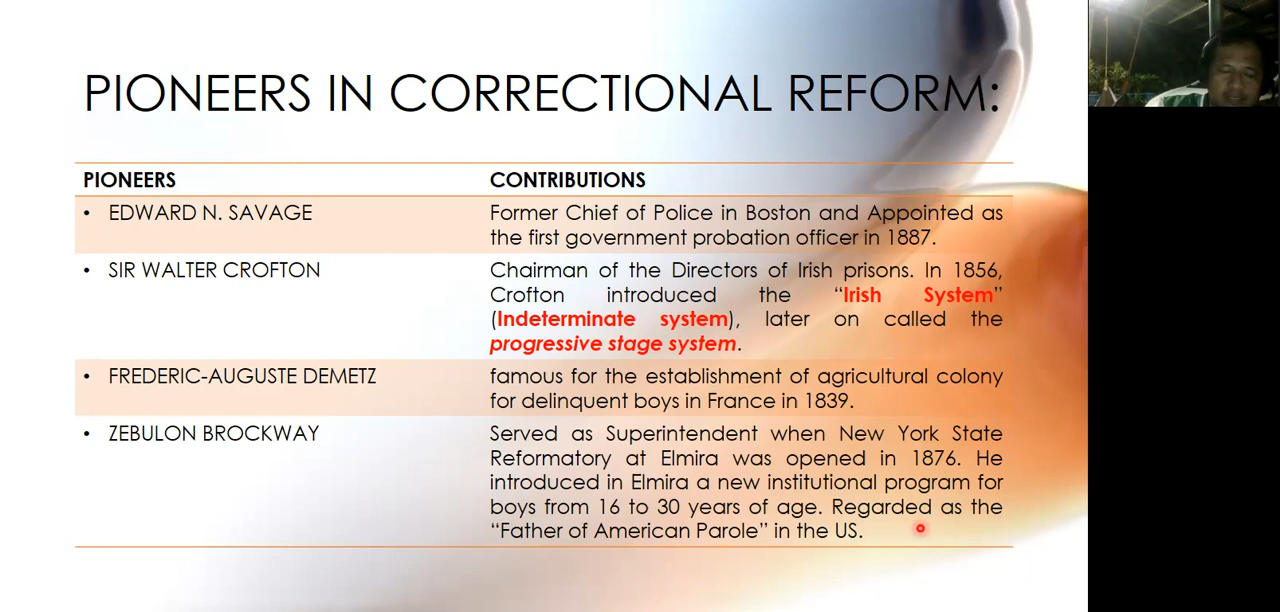 PIONEERS IN CORRECTIONAL REFORM:
PIONEERS
CONTRIBUTIONS
• EDWARD N. SAVAGE
Former Chief of Police in Boston and Appointed as
the first government probation officer in 1887.
• SIR WALTER CROFTON
Chairman of the Directors of Irish prisons. In 1856,
Crofton introduced the “Irish System”
(Indeterminate system), later on called the
progressive stage system.
• FREDERIC-AUGUSTE DEMETZ
famous for the establishment of agricultural colony
for delinquent boys in France in 1839.
• ZEBULON BROCKWAY
Served as Superintendent when New York State
Reformatory at Elmira was opened in 1876. He
introduced in Elmira a new institutional program for
boys from 16 to 30 years of age. Regarded as the
“Father of American Parole” in the US.